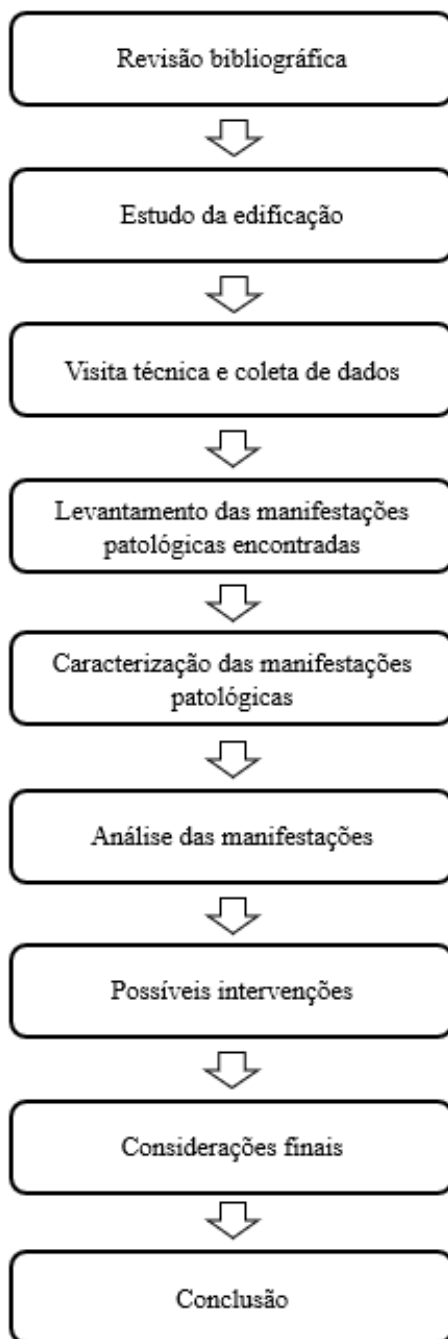 Revisão bibliográfica
Estudo da edificação
Visita técnica e coleta de dados
Levantamento das manifestações
patológicas encontradas
Caracterização das manifestações
patológicas
Análise das manifestações
Possíveis intervenções
Considerações finais
Conclusão